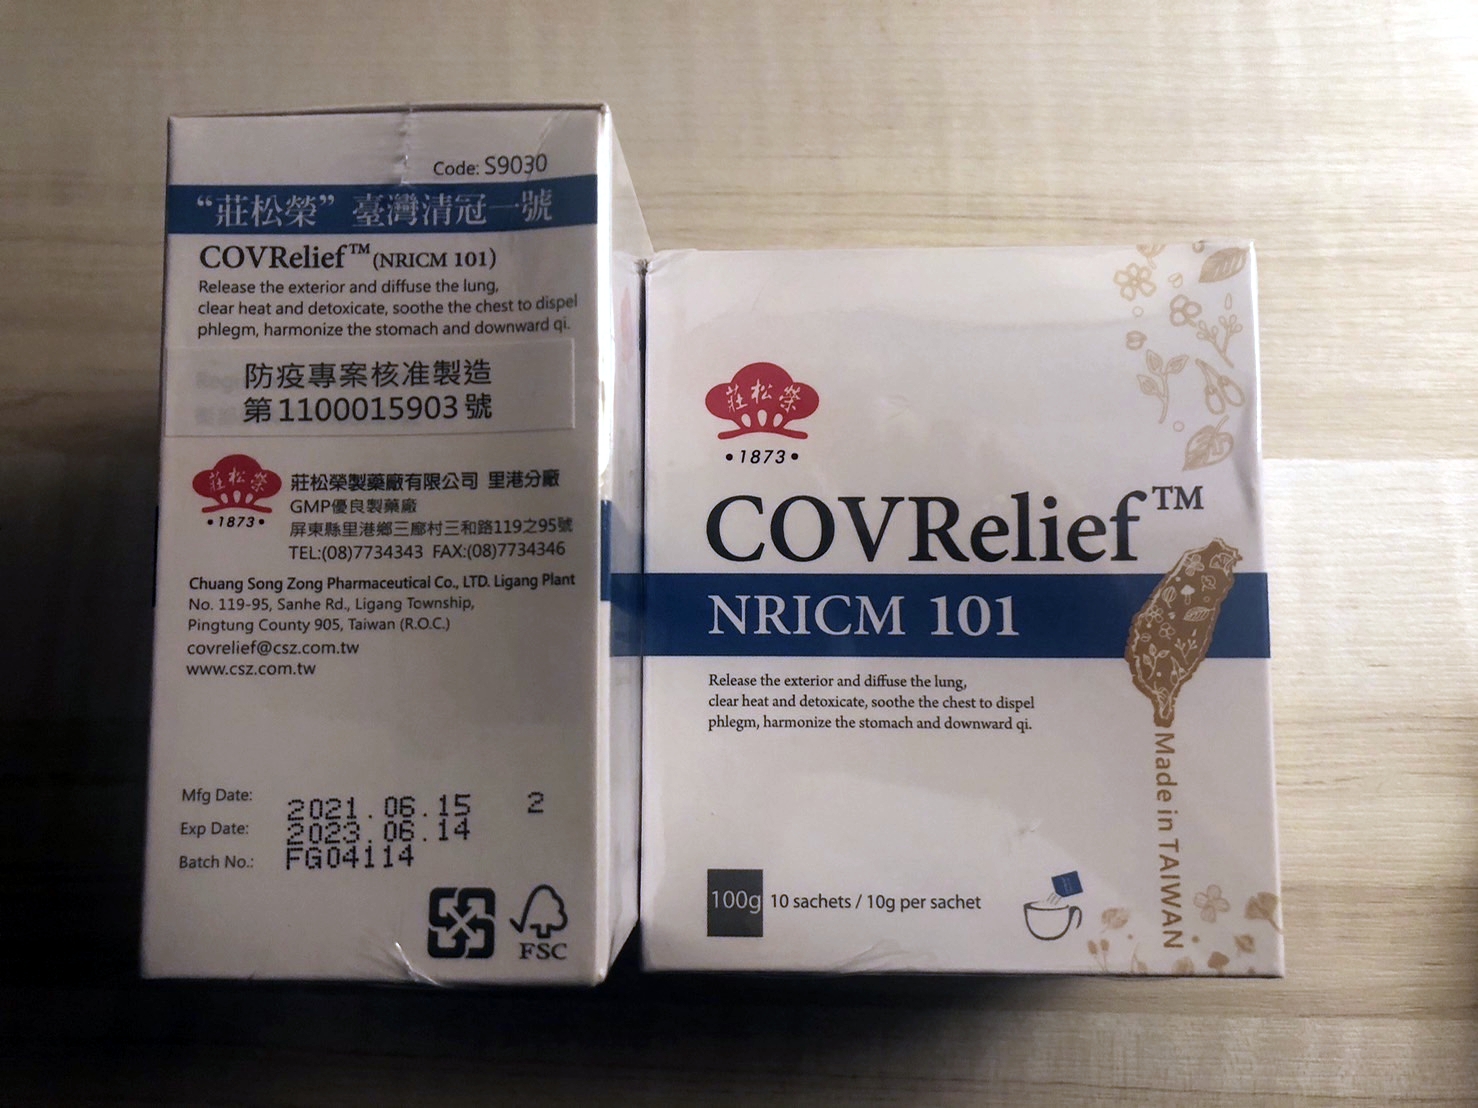 Code: S9030
“莊松榮” 臺灣清冠一號
COVRelief™ (NRICM 101)
Release the exterior and diffuse the lung,
clear heat and detoxicate, soothe the chest to dispel
phlegm, harmonize the stomach and downward qi.
防疫專案核准製造
第1100015903號
莊松榮
•1873•
莊松榮製藥廠有限公司 里港分廠
GMP優良製藥廠
屏東縣里港鄉三廍村三和路119之95號
TEL:(08)7734343 FAX:(08)7734346
Chuang Song Zong Pharmaceutical Co., LTD. Ligang Plant
No. 119-95, Sanhe Rd., Ligang Township,
Pingtung County 905, Taiwan (R.O.C.)
covrelief@csz.com.tw
www.csz.com.tw
Mfg Date: 2021.06.15 2
Exp Date: 2023.06.14
Batch No.: FG04114
FSC
莊松榮
•1873•
COVRelief™
NRICM 101
Release the exterior and diffuse the lung,
clear heat and detoxicate, soothe the chest to dispel
phlegm, harmonize the stomach and downward qi.
Made in TAIWAN
100g 10 sachets / 10g per sachet